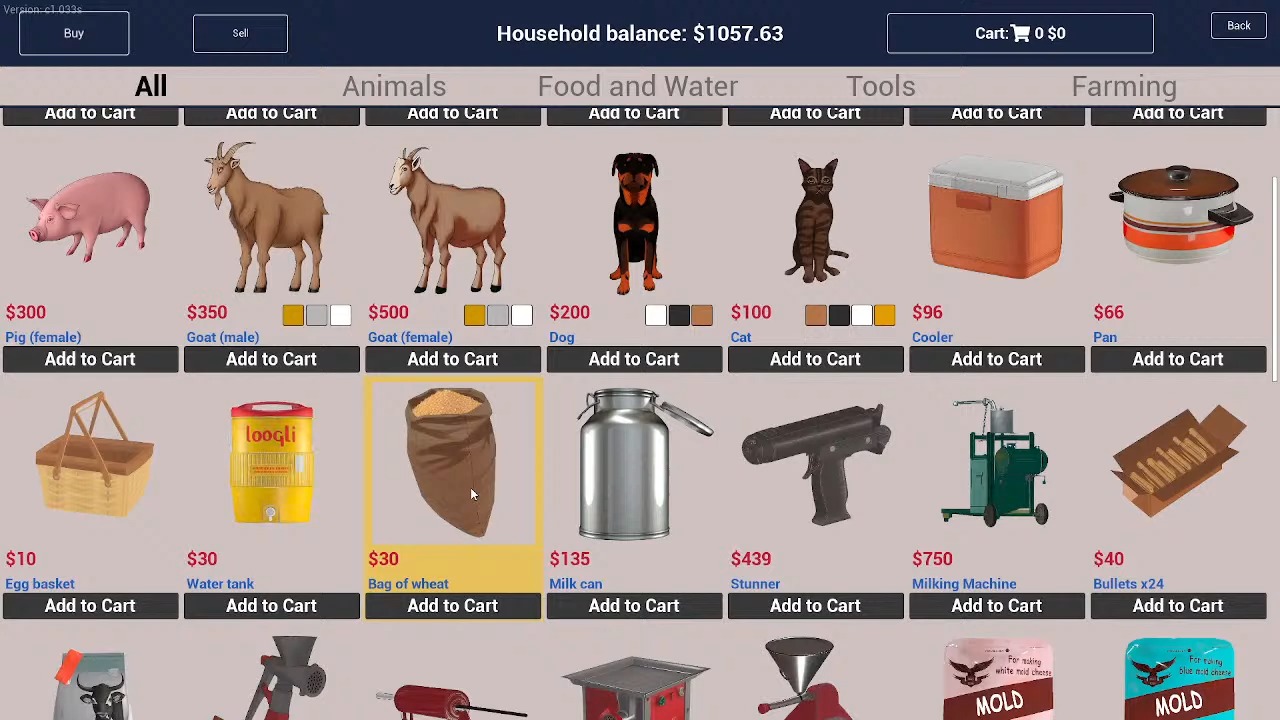 Version: c1.033s
Buy
Sell
Household balance: $1057.63
Cart: 0 $0
Back
All
Animals
Food and Water
Tools
Farming
Add to Cart
Add to Cart
Add to Cart
Add to Cart
Add to Cart
Add to Cart
Add to Cart
$300
$350
$500
$200
$100
$96
$66
Pig (female)
Goat (male)
Goat (female)
Dog
Cat
Cooler
Pan
Add to Cart
Add to Cart
Add to Cart
Add to Cart
Add to Cart
Add to Cart
Add to Cart
looqli
$10
$30
$30
$135
$439
$750
$40
Egg basket
Water tank
Bag of wheat
Milk can
Stunner
Milking Machine
Bullets x24
Add to Cart
Add to Cart
Add to Cart
Add to Cart
Add to Cart
Add to Cart
Add to Cart
For making
white mold cheese
MOLD
For making
blue mold cheese
MOLD